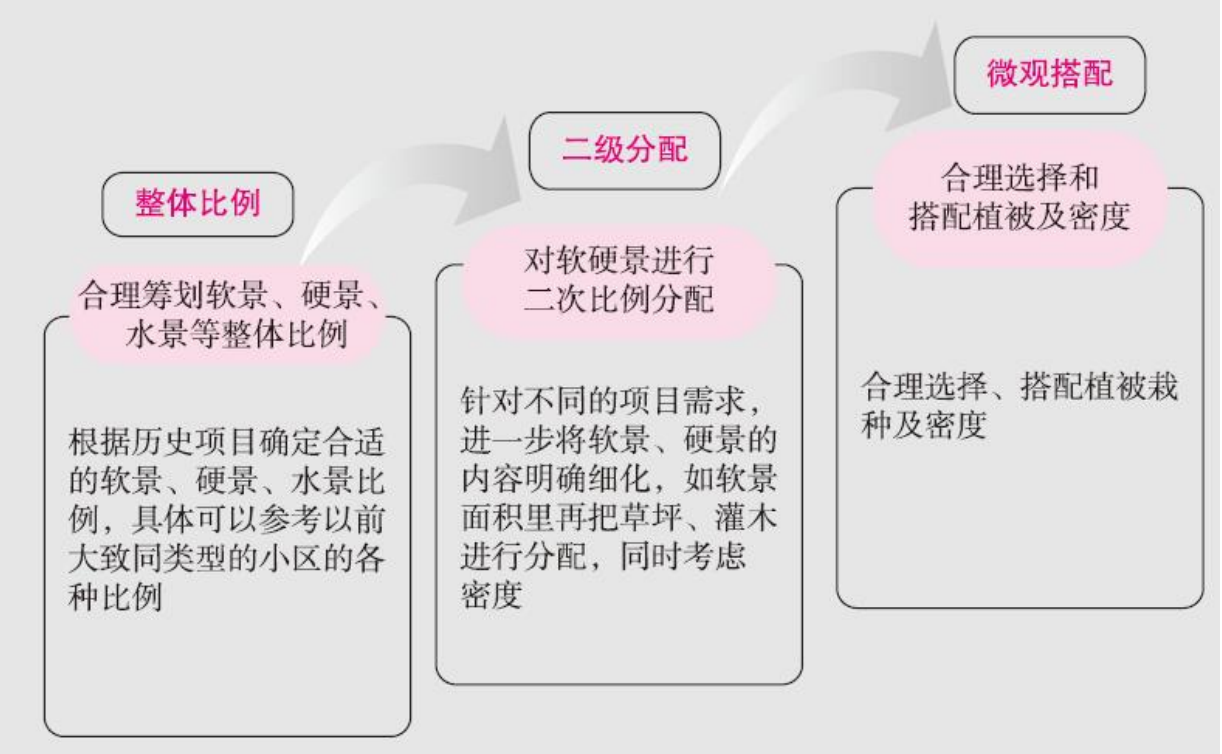 整体比例
合理筹划软景、硬景、
水景等整体比例
根据历史项目确定合适
的软景、硬景、水景比
例，具体可以参考以前
大致同类型的小区的各
种比例
二级分配
对软硬景进行
二次比例分配
针对不同的项目需求，
进一步将软景、硬景的
内容明确细化，如软景
面积里再把草坪、灌木
进行分配，同时考虑
密度
微观搭配
合理选择和
搭配植被及密度
合理选择、搭配植被栽
种及密度